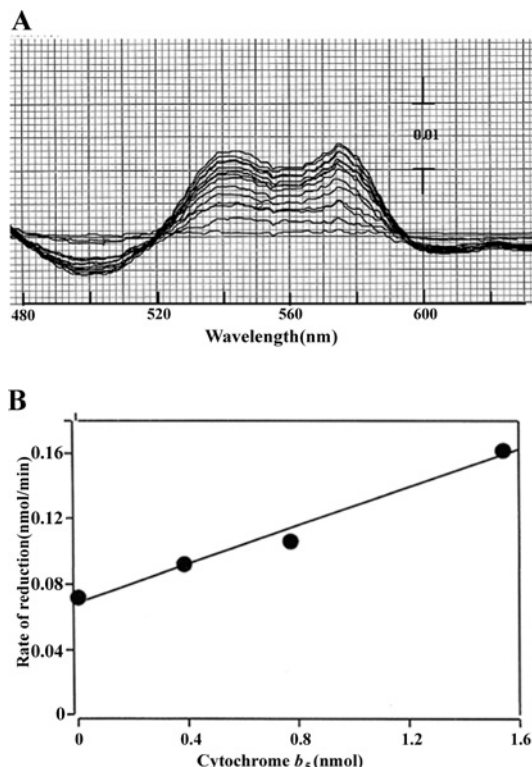 A
0.01
480 520 560 600
Wavelength(nm)
B
Rate of reduction(nmol/min)
0.16
0.12
0.08
0.04
0
0 0.4 0.8 1.2 1.6
Cytochrome b5(nmol)